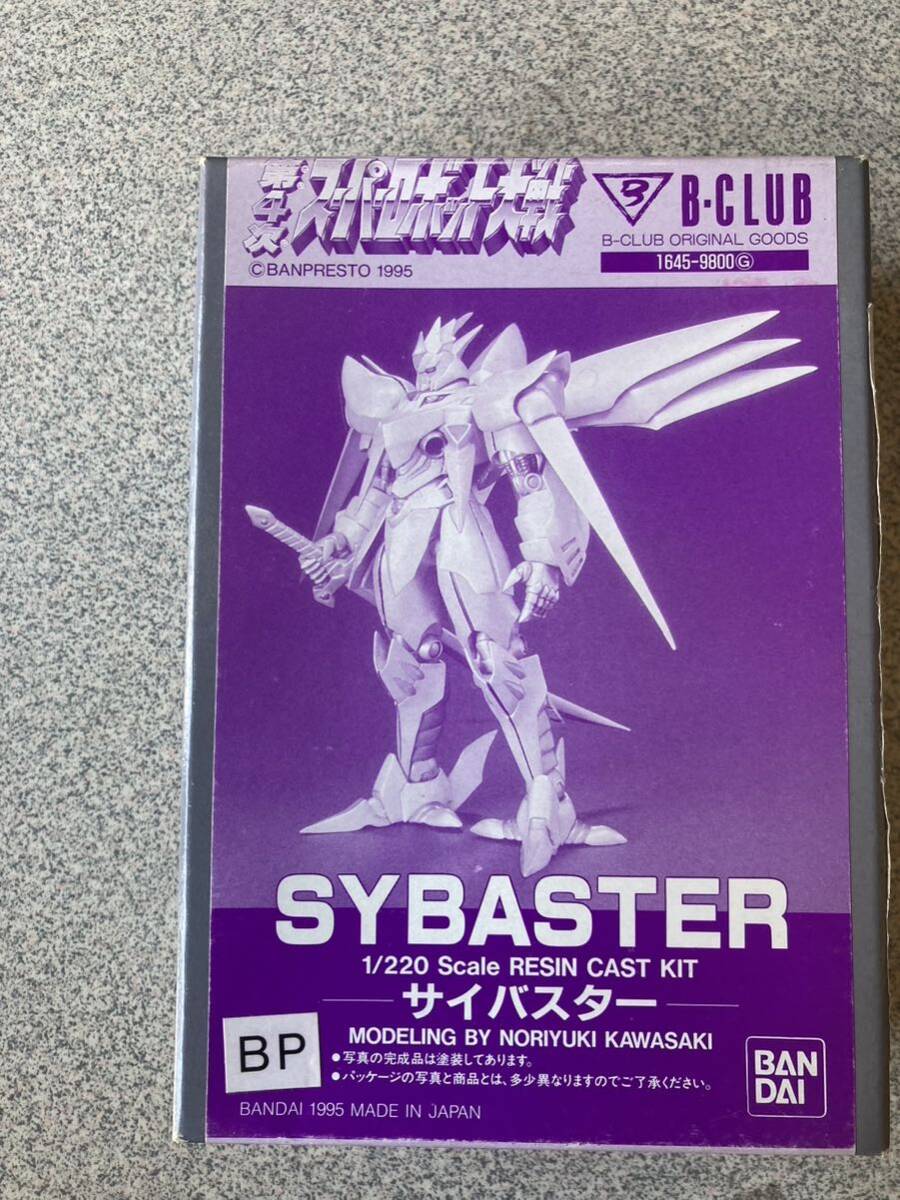 第4次 スーパーロボット大戦
©BANPRESTO 1995
B B-CLUB
B-CLUB ORIGINAL GOODS
1645-9800Ⓖ
SYBASTER
1/220 Scale RESIN CAST KIT
サイバスター
MODELING BY NORIYUKI KAWASAKI
BP
●写真の完成品は塗装してあります。
●パッケージの写真と商品とは、多少異なりますのでご了承ください。
BANDAI 1995 MADE IN JAPAN
BAN
DAI